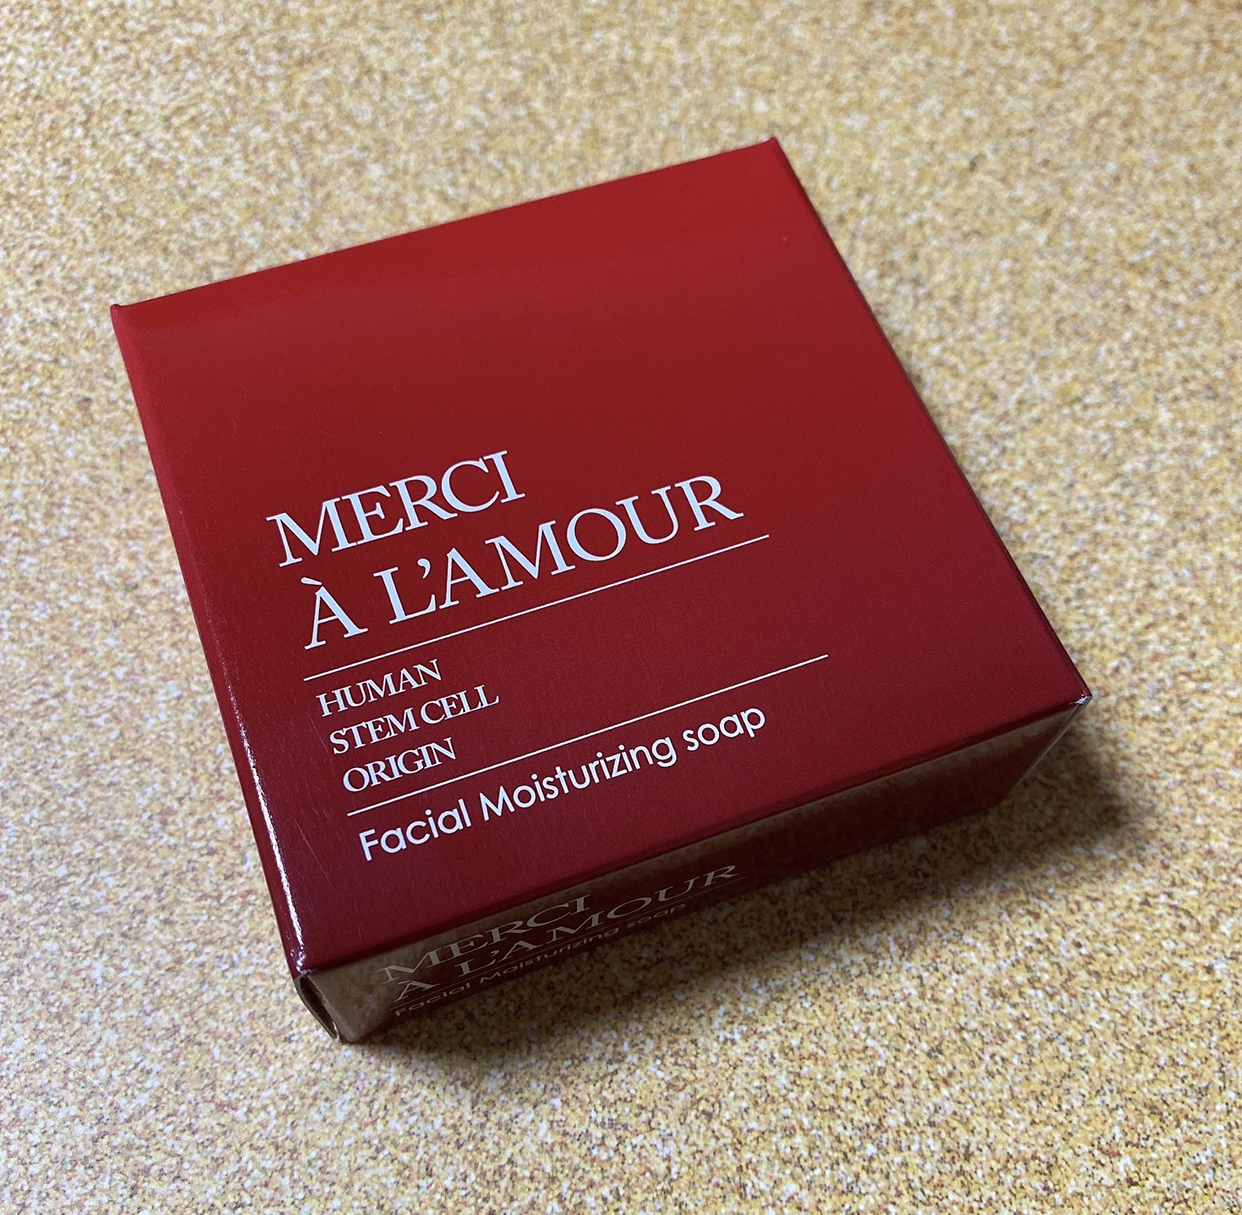 MERCI
À L'AMOUR
HUMAN
STEM CELL
ORIGIN
Facial Moisturizing soap
MERCI
À L'AMOUR
Facial Moisturizing soap